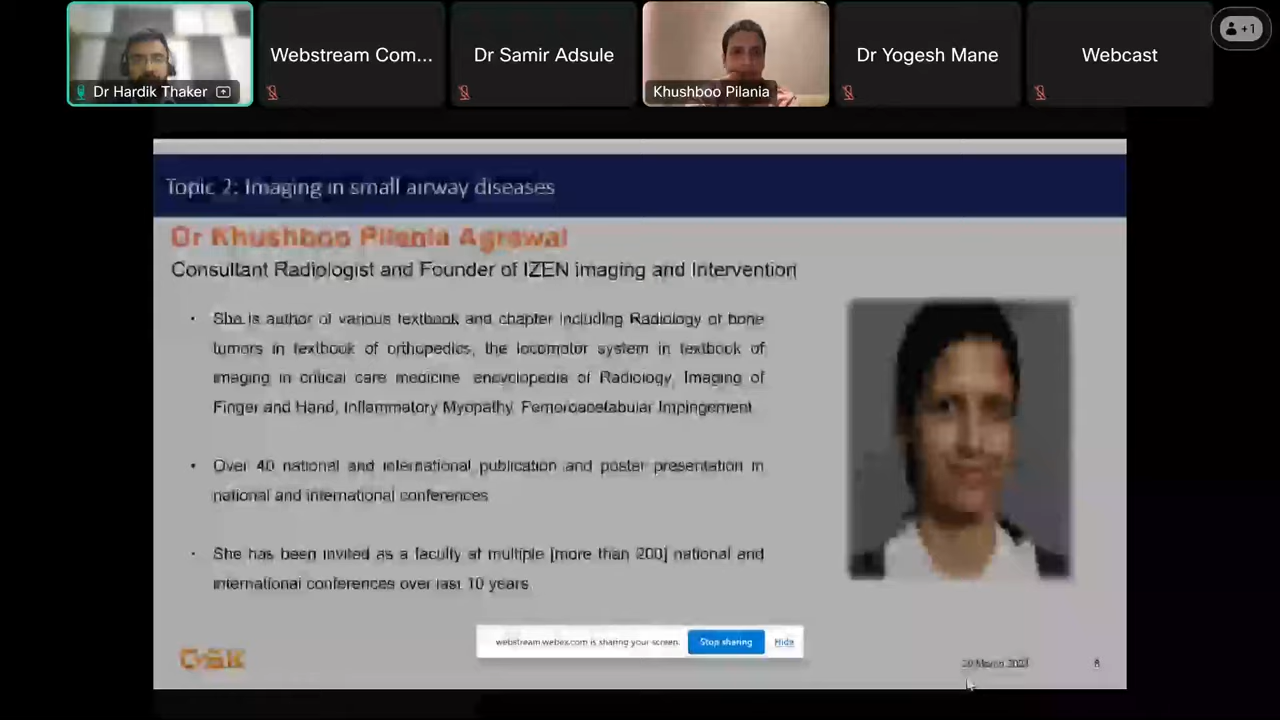 Dr Hardik Thaker
Webstream Com...
Dr Samir Adsule
Khushboo Pilania
Dr Yogesh Mane
Webcast
+1
Topic 2: Imaging in small airway diseases
Dr Khushboo Pilania Agrawal
Consultant Radiologist and Founder of IZEN imaging and Intervention
• She is author of various textbook and chapter including Radiology of bone
tumors in textbook of orthopedics, the locomotor system in textbook of
imaging in critical care medicine encyclopedia of Radiology, Imaging of
Finger and Hand, Inflammatory Myopathy, Femoroacetabular Impingement
• Over 40 national and international publication and poster presentation in
national and international conferences
• She has been invited as a faculty at multiple [more than 200] national and
international conferences over last 10 years
webstream.webex.com is sharing your screen.
Stop sharing
Hide
GSK
March